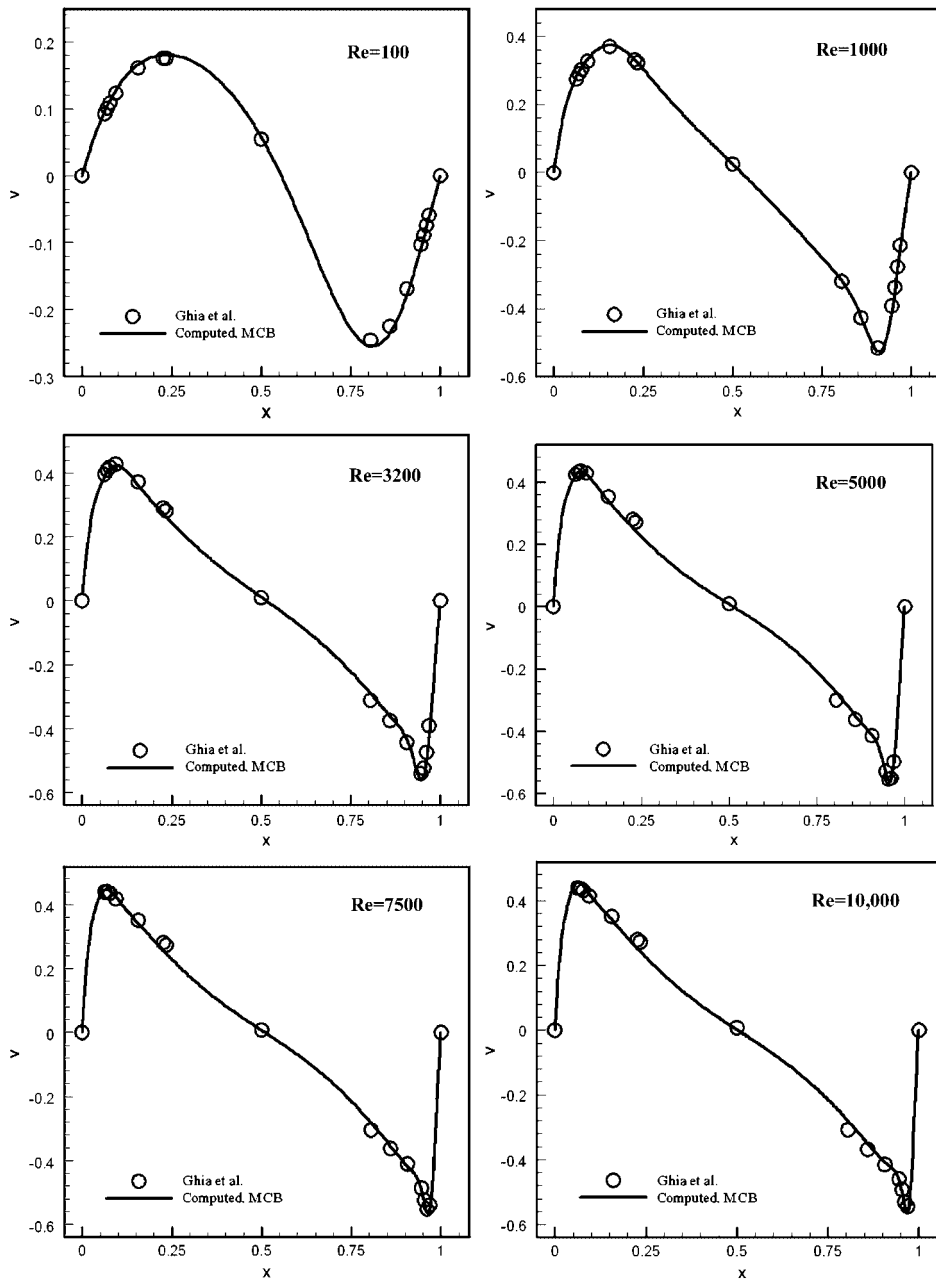 Re=100
0.2
0.1
0
-0.1
-0.2
-0.3
v
Ghia et al.
Computed, MCB
0 0.25 0.5 0.75 1
X
Re=1000
0.4
0.2
0
-0.2
-0.4
-0.6
v
Ghia et al.
Computed, MCB
0 0.25 0.5 0.75 1
X
Re=3200
0.4
0.2
0
-0.2
-0.4
-0.6
v
Ghia et al.
Computed, MCB
0 0.25 0.5 0.75 1
X
Re=5000
0.4
0.2
0
-0.2
-0.4
-0.6
v
Ghia et al.
Computed, MCB
0 0.25 0.5 0.75 1
X
Re=7500
0.4
0.2
0
-0.2
-0.4
-0.6
v
Ghia et al.
Computed, MCB
0 0.25 0.5 0.75 1
X
Re=10,000
0.4
0.2
0
-0.2
-0.4
-0.6
v
Ghia et al.
Computed, MCB
0 0.25 0.5 0.75 1
X